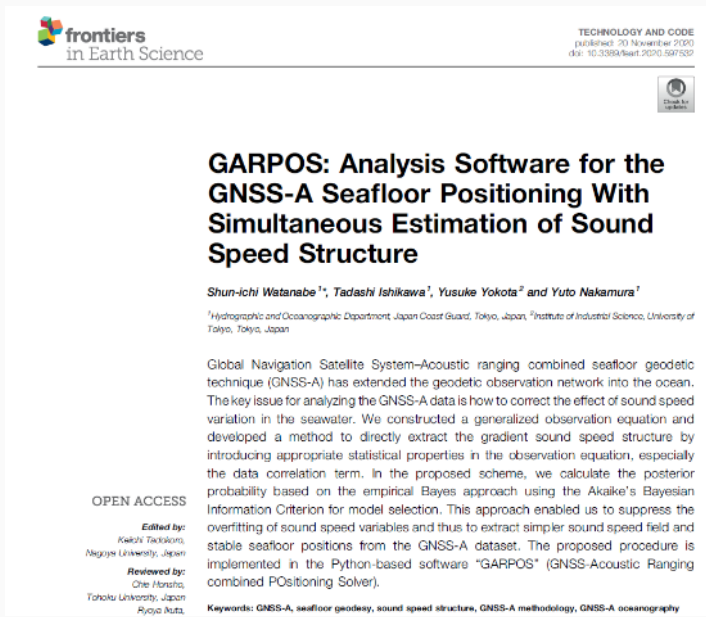 frontiers
in Earth Science
TECHNOLOGY AND CODE
published: 20 November 2020
doi: 10.3389/feart.2020.597532
Check for
updates
GARPOS: Analysis Software for the
GNSS-A Seafloor Positioning With
Simultaneous Estimation of Sound
Speed Structure
Shun-ichi Watanabe1*, Tadashi Ishikawa1, Yusuke Yokota2 and Yuto Nakamura1
1Hydrographic and Oceanographic Department, Japan Coast Guard, Tokyo, Japan, 2Institute of Industrial Science, University of
Tokyo, Tokyo, Japan
Global Navigation Satellite System–Acoustic ranging combined seafloor geodetic
technique (GNSS-A) has extended the geodetic observation network into the ocean.
The key issue for analyzing the GNSS-A data is how to correct the effect of sound speed
variation in the seawater. We constructed a generalized observation equation and
developed a method to directly extract the gradient sound speed structure by
introducing appropriate statistical properties in the observation equation, especially
the data correlation term. In the proposed scheme, we calculate the posterior
probability based on the empirical Bayes approach using the Akaike's Bayesian
Information Criterion for model selection. This approach enabled us to suppress the
overfitting of sound speed variables and thus to extract simpler sound speed field and
stable seafloor positions from the GNSS-A dataset. The proposed procedure is
implemented in the Python-based software "GARPOS" (GNSS-Acoustic Ranging
combined POsitioning Solver).
Keywords: GNSS-A, seafloor geodesy, sound speed structure, GNSS-A methodology, GNSS-A oceanography
OPEN ACCESS
Edited by:
Keiichi Tadokoro,
Nagoya University, Japan
Reviewed by:
Chie Honsho,
Tohoku University, Japan
Ryoya Ikuta,